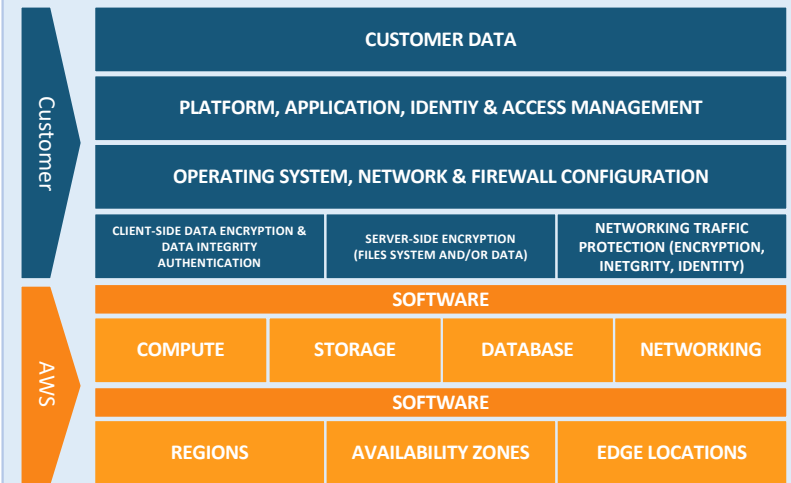 Customer
CUSTOMER DATA
PLATFORM, APPLICATION, IDENTIY & ACCESS MANAGEMENT
OPERATING SYSTEM, NETWORK & FIREWALL CONFIGURATION
CLIENT-SIDE DATA ENCRYPTION &
DATA INTEGRITY
AUTHENTICATION
SERVER-SIDE ENCRYPTION
(FILES SYSTEM AND/OR DATA)
NETWORKING TRAFFIC
PROTECTION (ENCRYPTION,
INETGRITY, IDENTITY)
AWS
SOFTWARE
COMPUTE
STORAGE
DATABASE
NETWORKING
SOFTWARE
REGIONS
AVAILABILITY ZONES
EDGE LOCATIONS